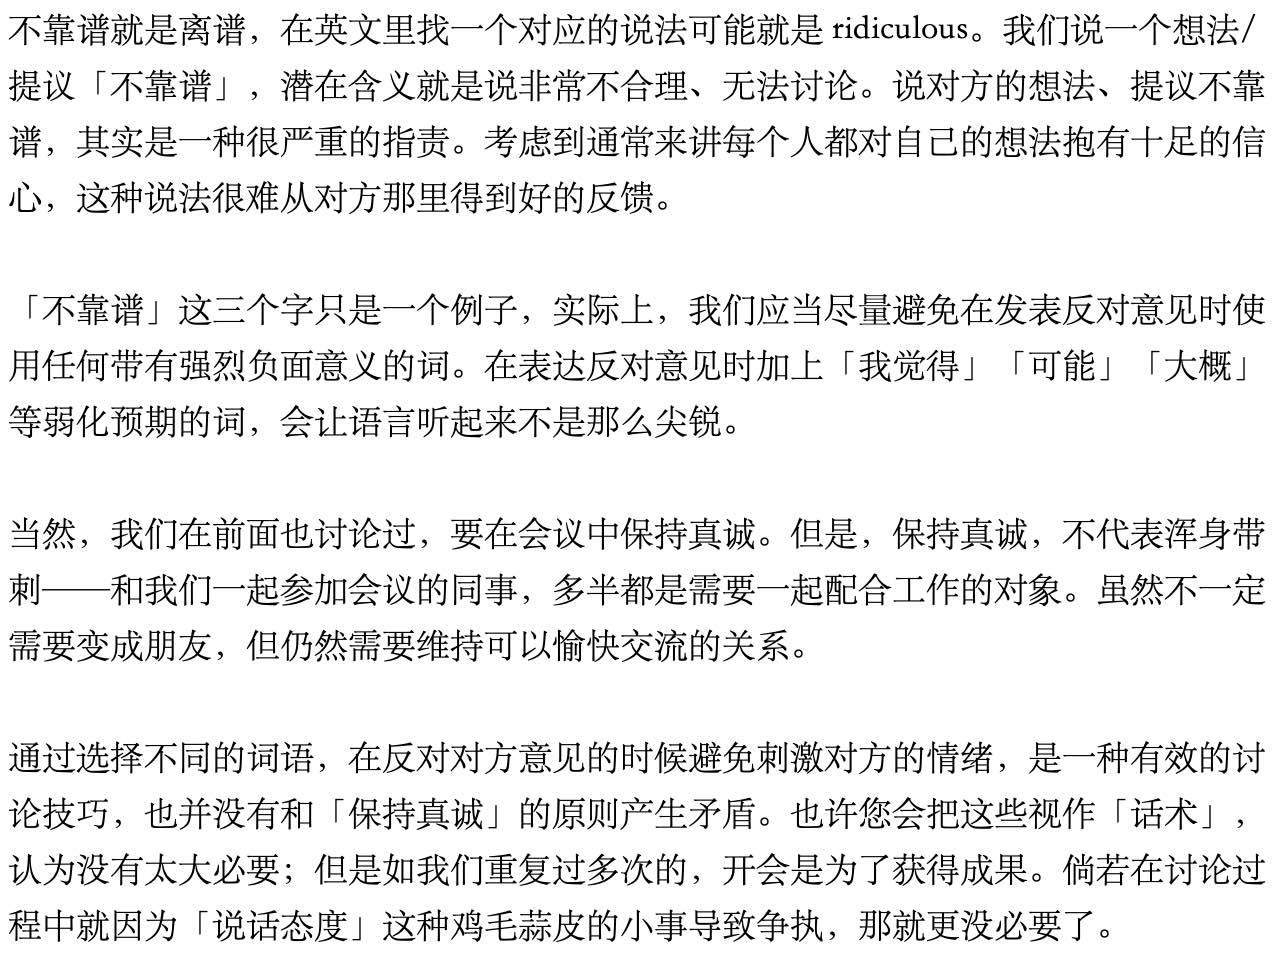 不靠谱就是离谱，在英文里找一个对应的说法可能就是 ridiculous。我们说一个想法/
提议「不靠谱」，潜在含义就是说非常不合理、无法讨论。说对方的想法、提议不靠
谱，其实是一种很严重的指责。考虑到通常来讲每个人都对自己的想法抱有十足的信
心，这种说法很难从对方那里得到好的反馈。
「不靠谱」这三个字只是一个例子，实际上，我们应当尽量避免在发表反对意见时使
用任何带有强烈负面意义的词。在表达反对意见时加上「我觉得」「可能」「大概」
等弱化预期的词，会让语言听起来不是那么尖锐。
当然，我们在前面也讨论过，要在会议中保持真诚。但是，保持真诚，不代表浑身带
刺——和我们一起参加会议的同事，多半都是需要一起配合工作的对象。虽然不一定
需要变成朋友，但仍然需要维持可以愉快交流的关系。
通过选择不同的词语，在反对对方意见的时候避免刺激对方的情绪，是一种有效的讨
论技巧，也并没有和「保持真诚」的原则产生矛盾。也许您会把这些视作「话术」，
认为没有太大必要；但是如我们重复过多次的，开会是为了获得成果。倘若在讨论过
程中就因为「说话态度」这种鸡毛蒜皮的小事导致争执，那就更没必要了。